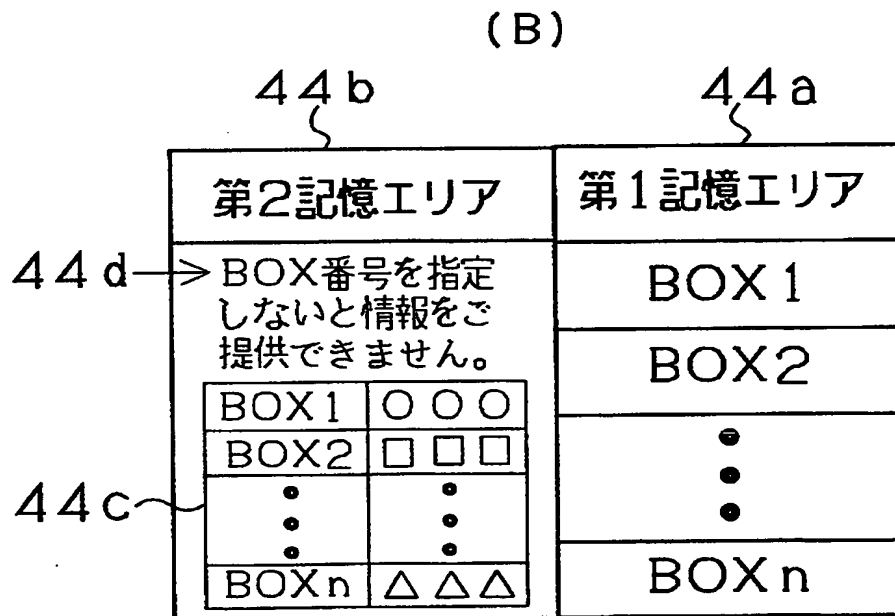 (B)
44b
44a
第2記憶エリア
第1記憶エリア
44d
BOX番号を指定
しないと情報をご
提供できません。
BOX1
○○○
BOX2
□□□
BOXn
△△△
44c
BOX1
BOX2
BOXn